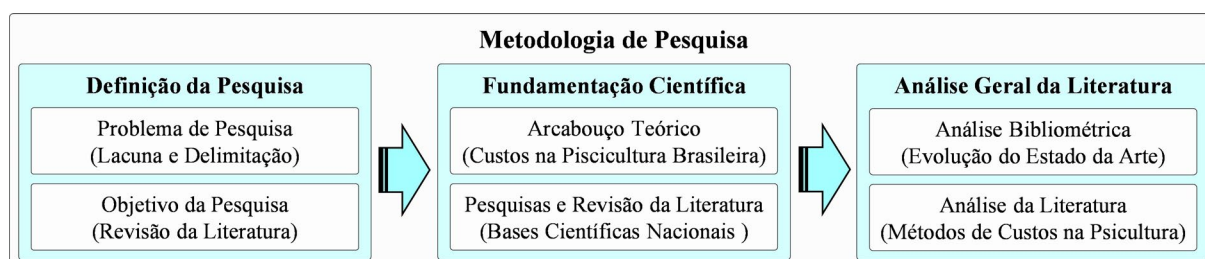 Metodologia de Pesquisa
Definição da Pesquisa
Problema de Pesquisa
(Lacuna e Delimitação)
Objetivo da Pesquisa
(Revisão da Literatura)
Fundamentação Científica
Arcabouço Teórico
(Custos na Piscicultura Brasileira)
Pesquisas e Revisão da Literatura
(Bases Científicas Nacionais )
Análise Geral da Literatura
Análise Bibliométrica
(Evolução do Estado da Arte)
Análise da Literatura
(Métodos de Custos na Psicultura)